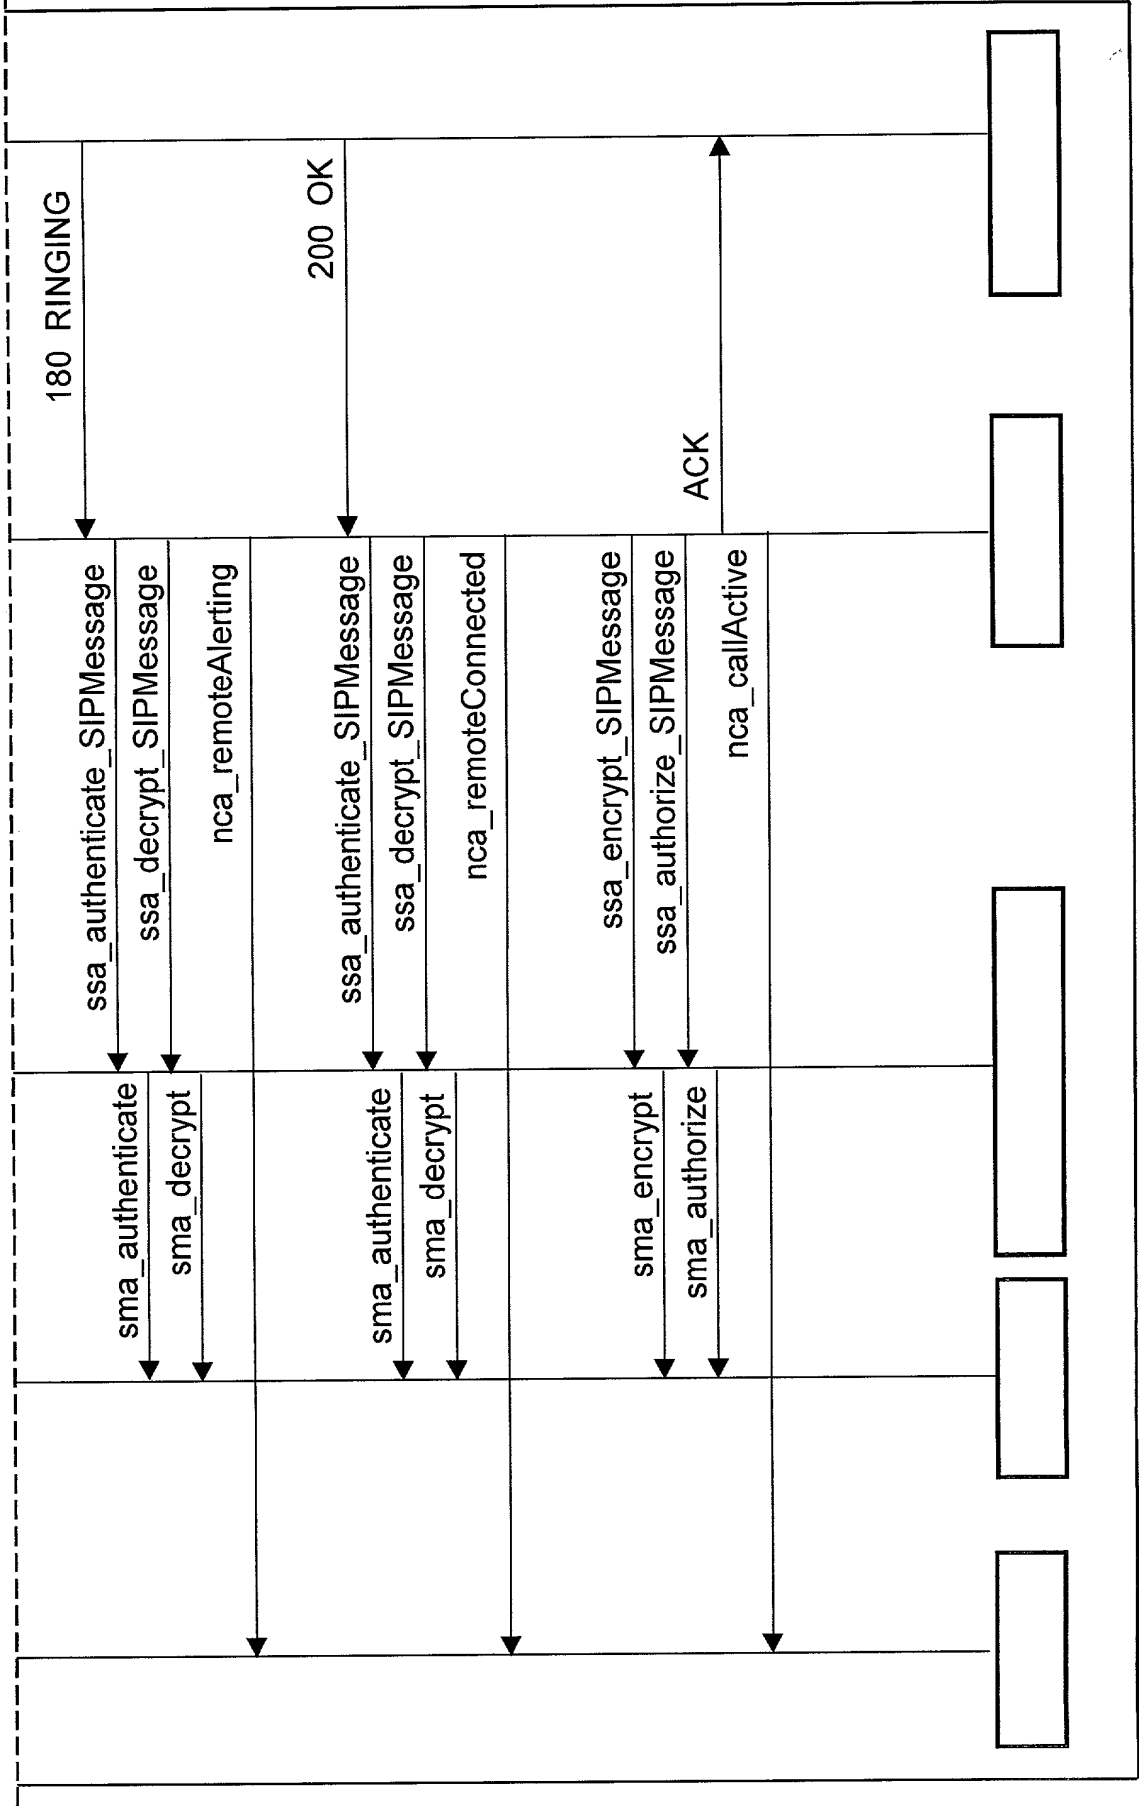 180 RINGING
ssa_authenticate_SIPMessage
sma_authenticate
ssa_decrypt_SIPMessage
sma_decrypt
nca_remoteAlerting
200 OK
ssa_authenticate_SIPMessage
sma_authenticate
ssa_decrypt_SIPMessage
sma_decrypt
nca_remoteConnected
ssa_encrypt_SIPMessage
sma_encrypt
ssa_authorize_SIPMessage
sma_authorize
ACK
nca_callActive